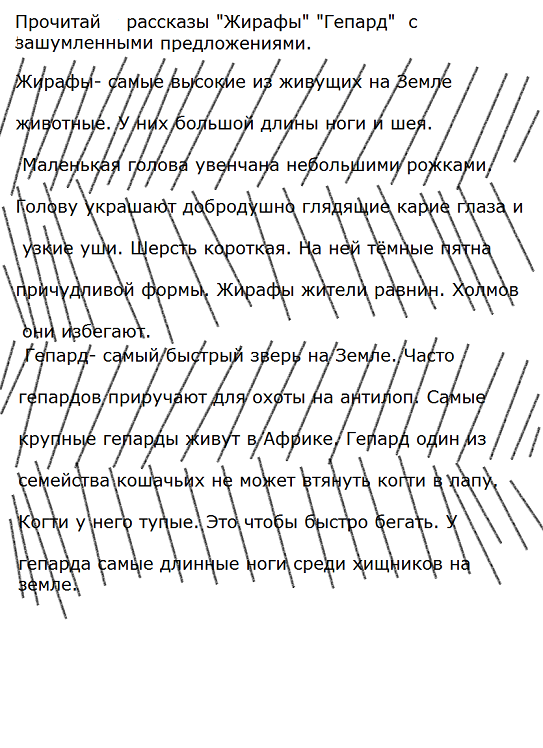 Прочитай рассказы "Жирафы" "Гепард" с
зашумленными предложениями.
Жирафы- самые высокие из живущих на Земле
животные. У них большой длины ноги и шея.
Маленькая голова увенчана небольшими рожками.
Голову украшают добродушно глядящие карие глаза и
узкие уши. Шерсть короткая. На ней тёмные пятна
причудливой формы. Жирафы жители равнин. Холмов
они избегают.
Гепард- самый быстрый зверь на Земле. Часто
гепардов приручают для охоты на антилоп. Самые
крупные гепарды живут в Африке. Гепард один из
семейства кошачьих не может втянуть когти в лапу.
Когти у него тупые. Это чтобы быстро бегать. У
гепарда самые длинные ноги среди хищников на
земле.